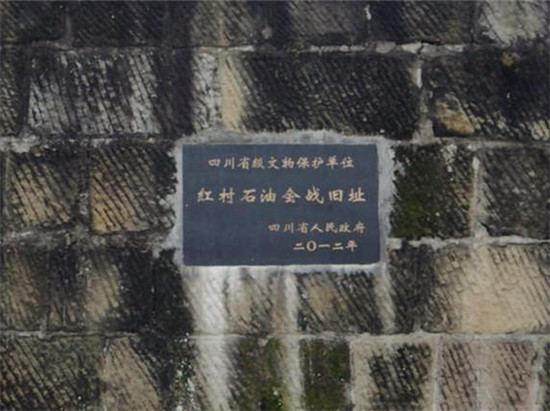 四川省级文物保护单位
红村石油会战旧址
四川省人民政府
二〇一二年